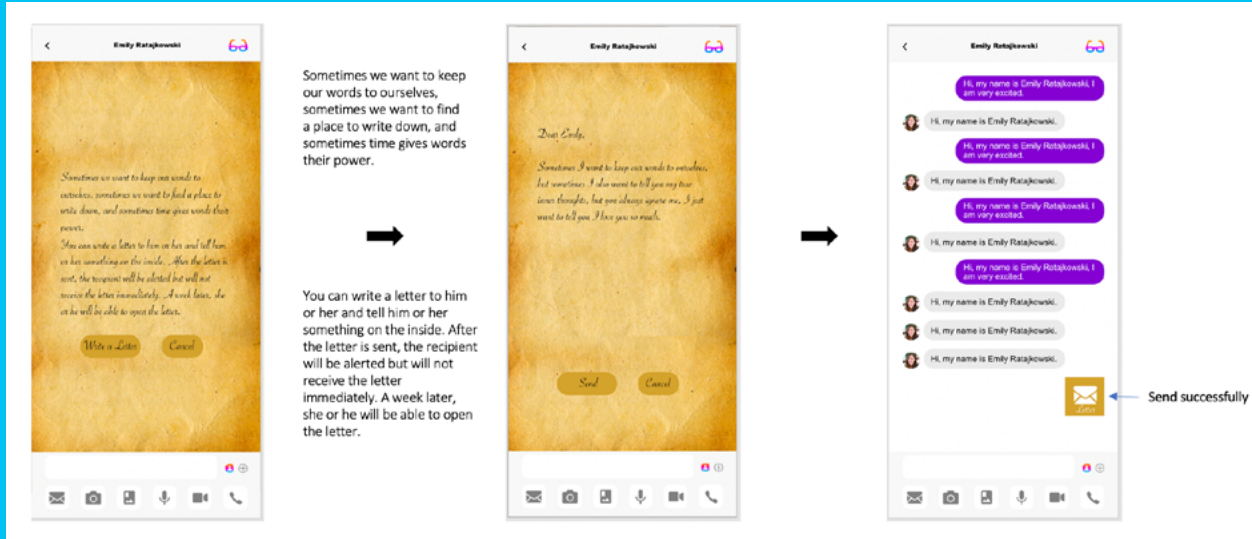 Emily Ratajkowski
Sometimes we want to keep our words to
ourselves, sometimes we want to find a place to
write down, and sometimes time gives words their
power.
You can write a letter to him or her and tell him
or her something on the inside. After the letter is
sent, the recipient will be alerted but will not
receive the letter immediately. A week later, she
or he will be able to open the letter.
Write a Letter
Cancel
Sometimes we want to keep
our words to ourselves,
sometimes we want to find
a place to write down, and
sometimes time gives words
their power.
You can write a letter to him
or her and tell him or her
something on the inside. After
the letter is sent, the recipient
will be alerted but will not
receive the letter
immediately. A week later,
she or he will be able to open
the letter.
Emily Ratajkowski
Dear Emily,
Sometimes I want to keep our words to ourselves,
but sometimes I also want to tell you my true
inner thoughts, but you always ignore me, I just
want to tell you I love you so much.
Send
Cancel
Emily Ratajkowski
Hi, my name is Emily Ratajkowski, I
am very excited.
Hi, my name is Emily Ratajkowski.
Hi, my name is Emily Ratajkowski, I
am very excited.
Hi, my name is Emily Ratajkowski.
Hi, my name is Emily Ratajkowski, I
am very excited.
Hi, my name is Emily Ratajkowski.
Hi, my name is Emily Ratajkowski, I
am very excited.
Hi, my name is Emily Ratajkowski.
Hi, my name is Emily Ratajkowski.
Hi, my name is Emily Ratajkowski.
Letter
Send successfully